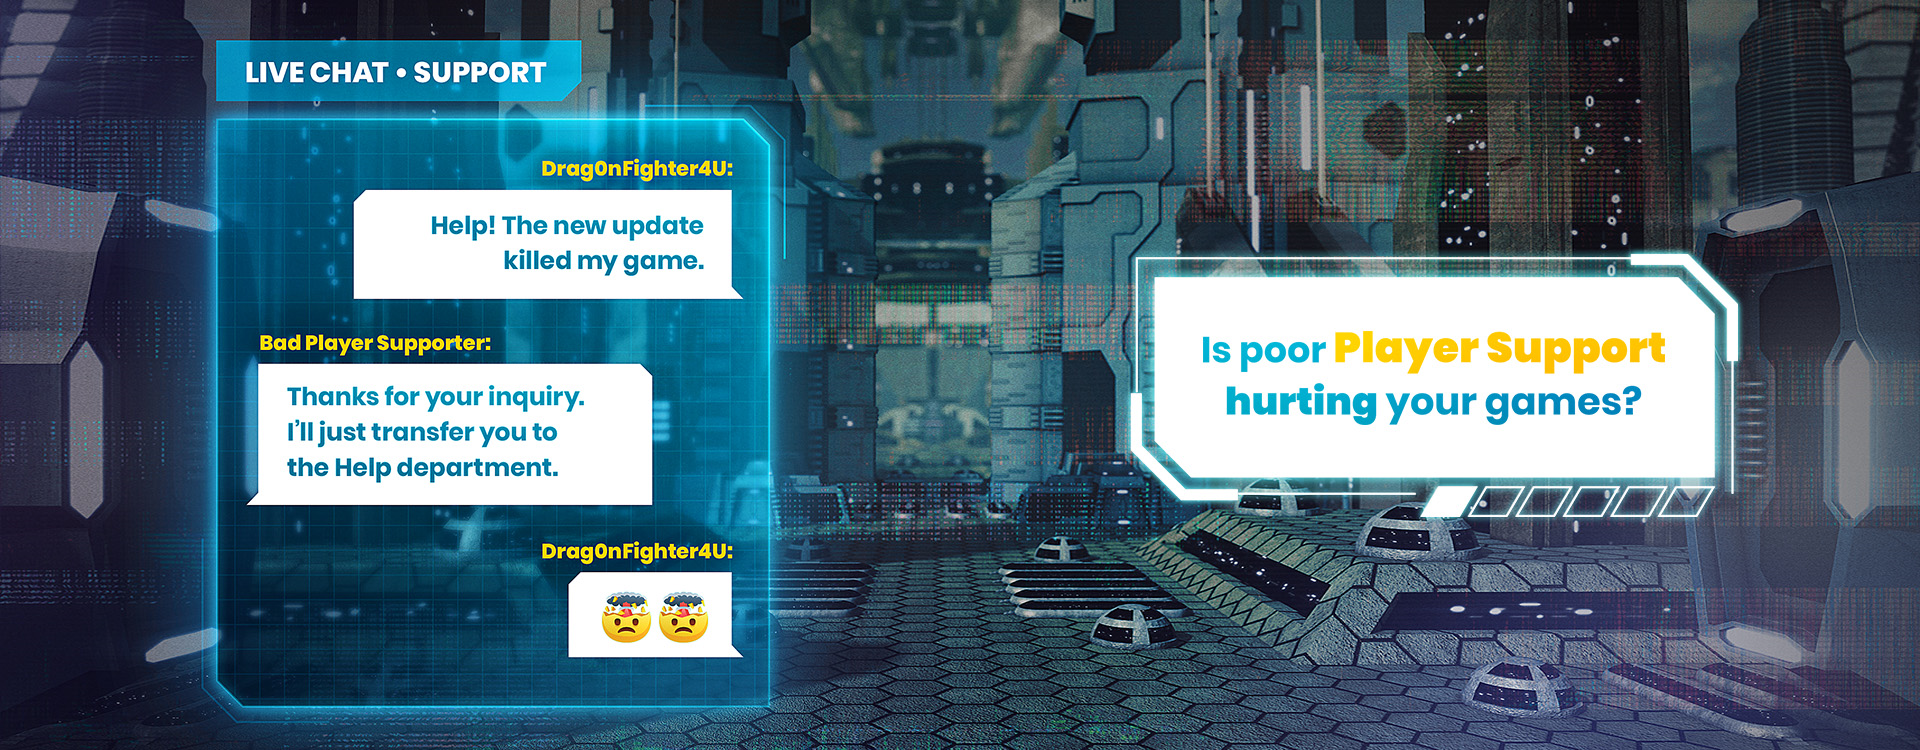 LIVE CHAT • SUPPORT
Drag0nFighter4U:
Help! The new update
killed my game.
Bad Player Supporter:
Thanks for your inquiry.
I’ll just transfer you to
the Help department.
Drag0nFighter4U:
🤯🤯
Is poor Player Support
hurting your games?